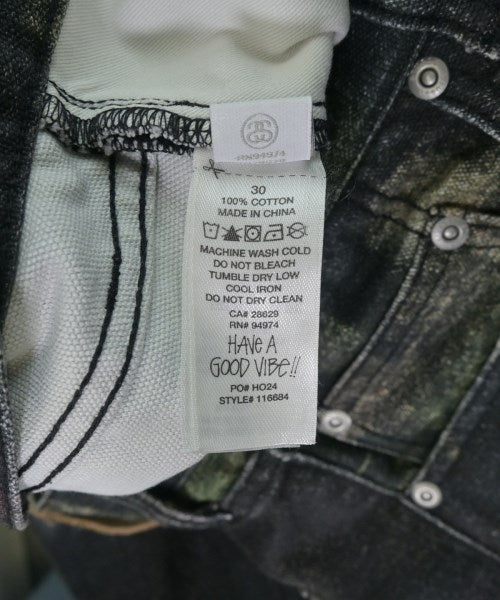 RN94974
30
100% COTTON
MADE IN CHINA
MACHINE WASH COLD
DO NOT BLEACH
TUMBLE DRY LOW
COOL IRON
DO NOT DRY CLEAN
CA# 28629
RN# 94974
HAVE A
GOOD VIBE!!
PO# HO24
STYLE# 116684